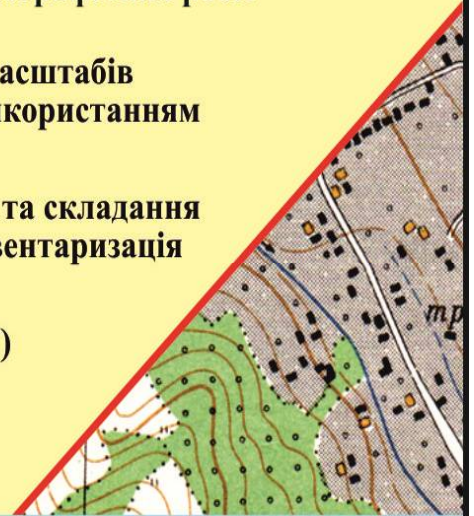 асштабів
користанням
та складання
вентаризація
)
тр